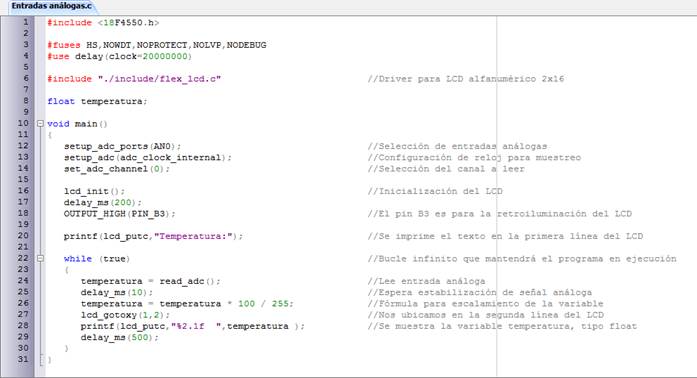 Entradas análogas.c
1 #include <18F4550.h>
2
3 #fuses HS,NOWDT,NOPROTECT,NOLVP,NODEBUG
4 #use delay(clock=20000000)
5
6 #include "./include/flex_lcd.c" //Driver para LCD alfanumérico 2x16
7
8 float temperatura;
9
10 void main()
11 {
12 setup_adc_ports(AN0); //Selección de entradas análogas
13 setup_adc(adc_clock_internal); //Configuración de reloj para muestreo
14 set_adc_channel(0); //Selección del canal a leer
15
16 lcd_init(); //Inicialización del LCD
17 delay_ms(200);
18 OUTPUT_HIGH(PIN_B3); //El pin B3 es para la retroiluminación del LCD
19
20 printf(lcd_putc,"Temperatura:"); //Se imprime el texto en la primera línea del LCD
21
22 while (true) //Bucle infinito que mantendrá el programa en ejecución
23 {
24 temperatura = read_adc(); //Lee entrada análoga
25 delay_ms(10); //Espera estabilización de señal análoga
26 temperatura = temperatura * 100 / 255; //Fórmula para escalamiento de la variable
27 lcd_gotoxy(1,2); //Nos ubicamos en la segunda línea del LCD
28 printf(lcd_putc,"%2.1f ",temperatura ); //Se muestra la variable temperatura, tipo float
29 delay_ms(500);
30 }
31 }